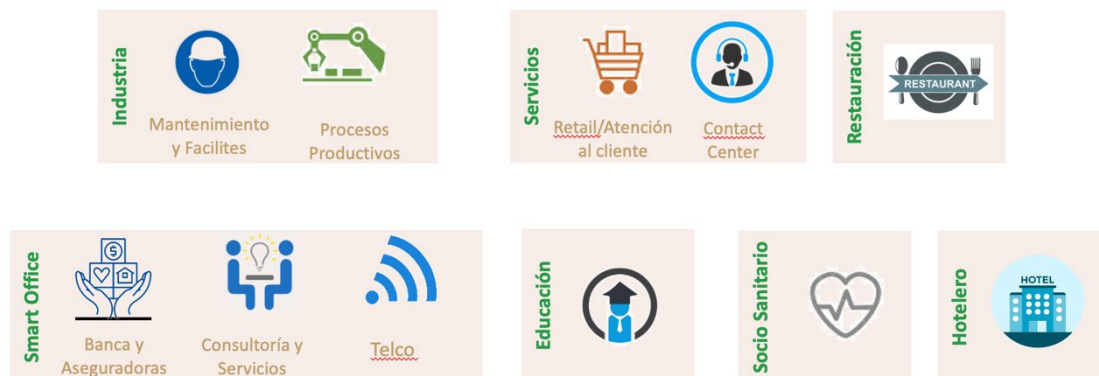 Industria
Mantenimiento
y Facilites
Procesos
Productivos
Servicios
Retail/Atención
al cliente
Contact
Center
Restauración
RESTAURANT
Smart Office
$
Banca y
Aseguradoras
Consultoría y
Servicios
Telco
Educación
Socio Sanitario
Hotelero
HOTEL